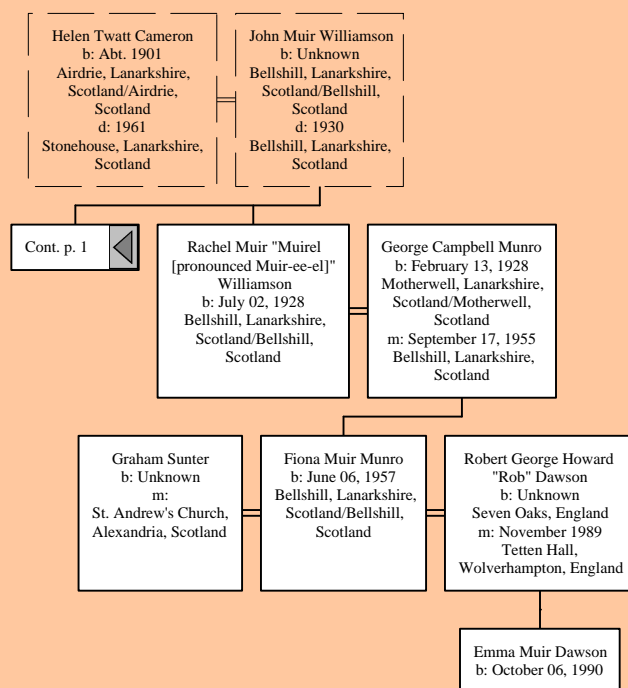 Helen Twatt Cameron
b: Abt. 1901
Airdrie, Lanarkshire,
Scotland/Airdrie,
Scotland
d: 1961
Stonehouse, Lanarkshire,
Scotland
John Muir Williamson
b: Unknown
Bellshill, Lanarkshire,
Scotland/Bellshill,
Scotland
d: 1930
Bellshill, Lanarkshire,
Scotland
Cont. p. 1
Rachel Muir "Muirel
[pronounced Muir-ee-el]"
Williamson
b: July 02, 1928
Bellshill, Lanarkshire,
Scotland/Bellshill,
Scotland
George Campbell Munro
b: February 13, 1928
Motherwell, Lanarkshire,
Scotland/Motherwell,
Scotland
m: September 17, 1955
Bellshill, Lanarkshire,
Scotland
Graham Sunter
b: Unknown
m:
St. Andrew's Church,
Alexandria, Scotland
Fiona Muir Munro
b: June 06, 1957
Bellshill, Lanarkshire,
Scotland/Bellshill,
Scotland
Robert George Howard
"Rob" Dawson
b: Unknown
Seven Oaks, England
m: November 1989
Tetten Hall,
Wolverhampton, England
Emma Muir Dawson
b: October 06, 1990